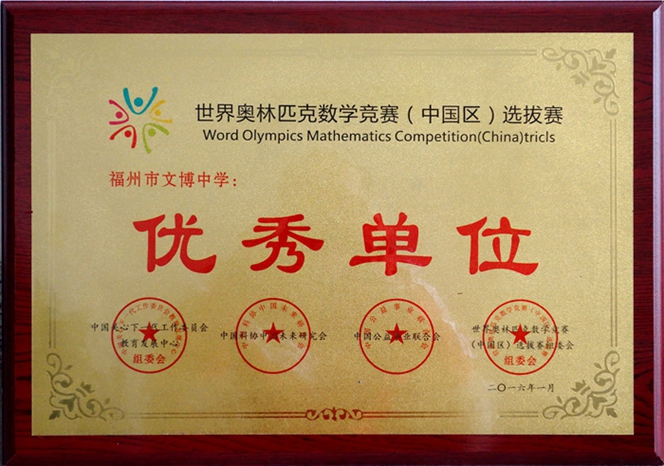 世界奥林匹克数学竞赛（中国区）选拔赛
Word Olympics Mathematics Competition(China)tricls
福州市文博中学：
优秀单位
中国关心下一代工作委员会
教育发展中心
组委会
中国科协中国未来研究会
中国公益事业联合会
世界奥林匹克数学竞赛
（中国区）选拔赛组委会
组委会
二〇一六年一月